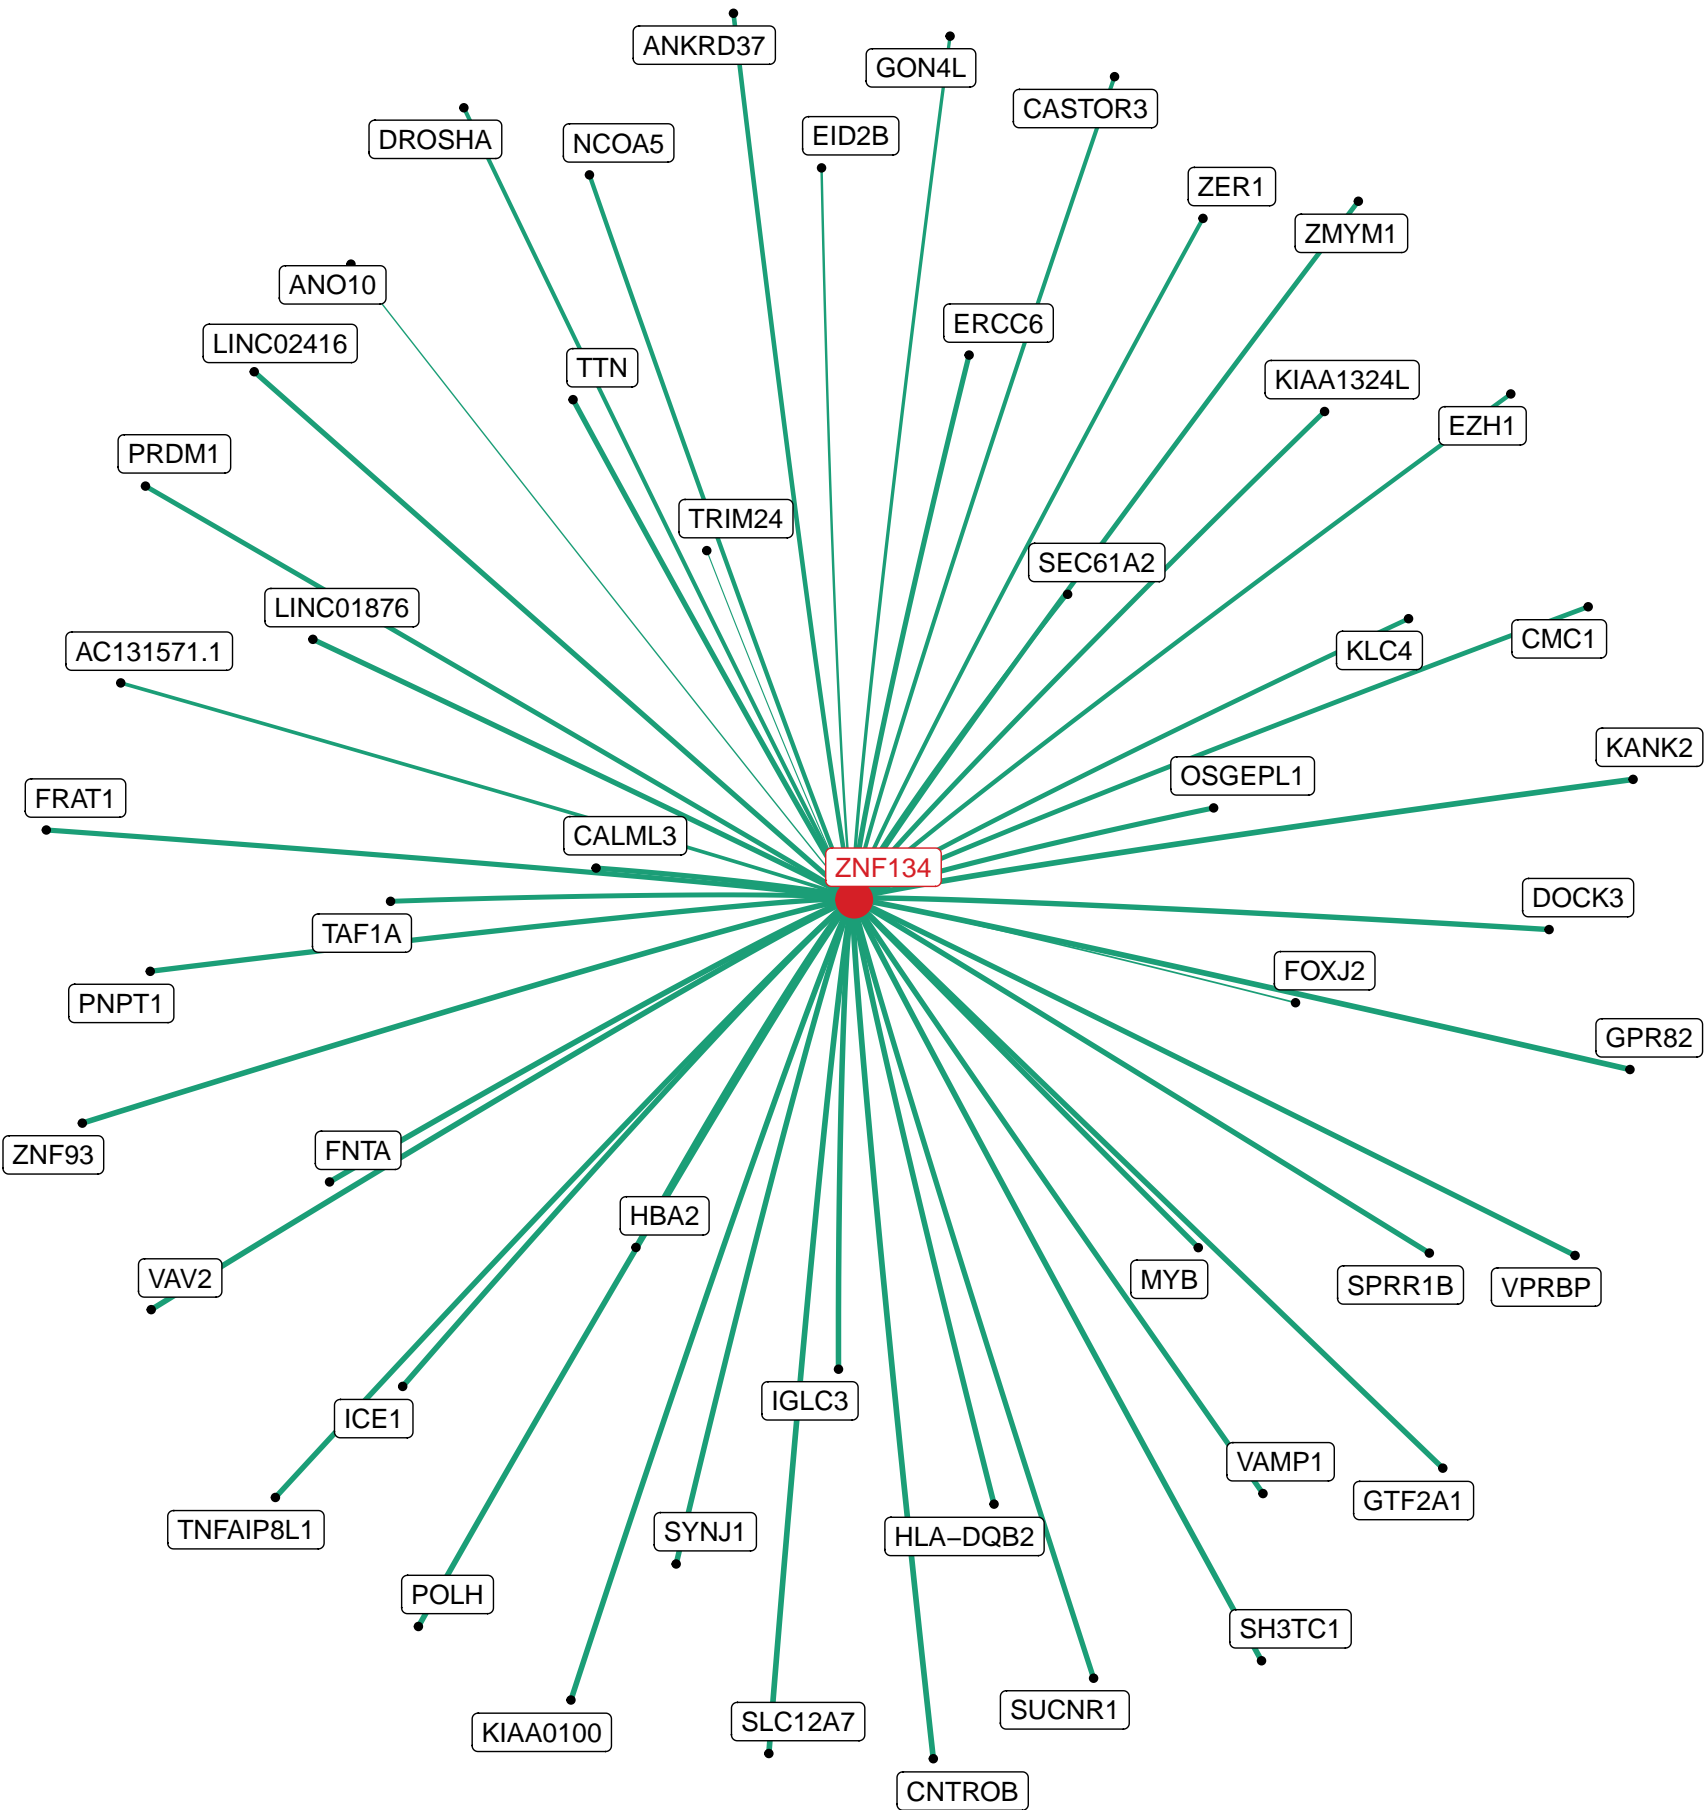 ANKRD37
GON4L
CASTOR3
EID2B
DROSHA
NCOA5
ZER1
ZMYM1
ANO10
ERCC6
LINC02416
TTN
KIAA1324L
EZH1
PRDM1
TRIM24
SEC61A2
LINC01876
CMC1
AC131571.1
KLC4
KANK2
OSGEPL1
FRAT1
CALML3
ZNF134
DOCK3
TAF1A
FOXJ2
PNPT1
GPR82
FNTA
ZNF93
HBA2
VAV2
MYB
SPRR1B
VPRBP
IGLC3
ICE1
VAMP1
GTF2A1
TNFAIP8L1
SYNJ1
HLA−DQB2
POLH
SH3TC1
SUCNR1
SLC12A7
KIAA0100
CNTROB